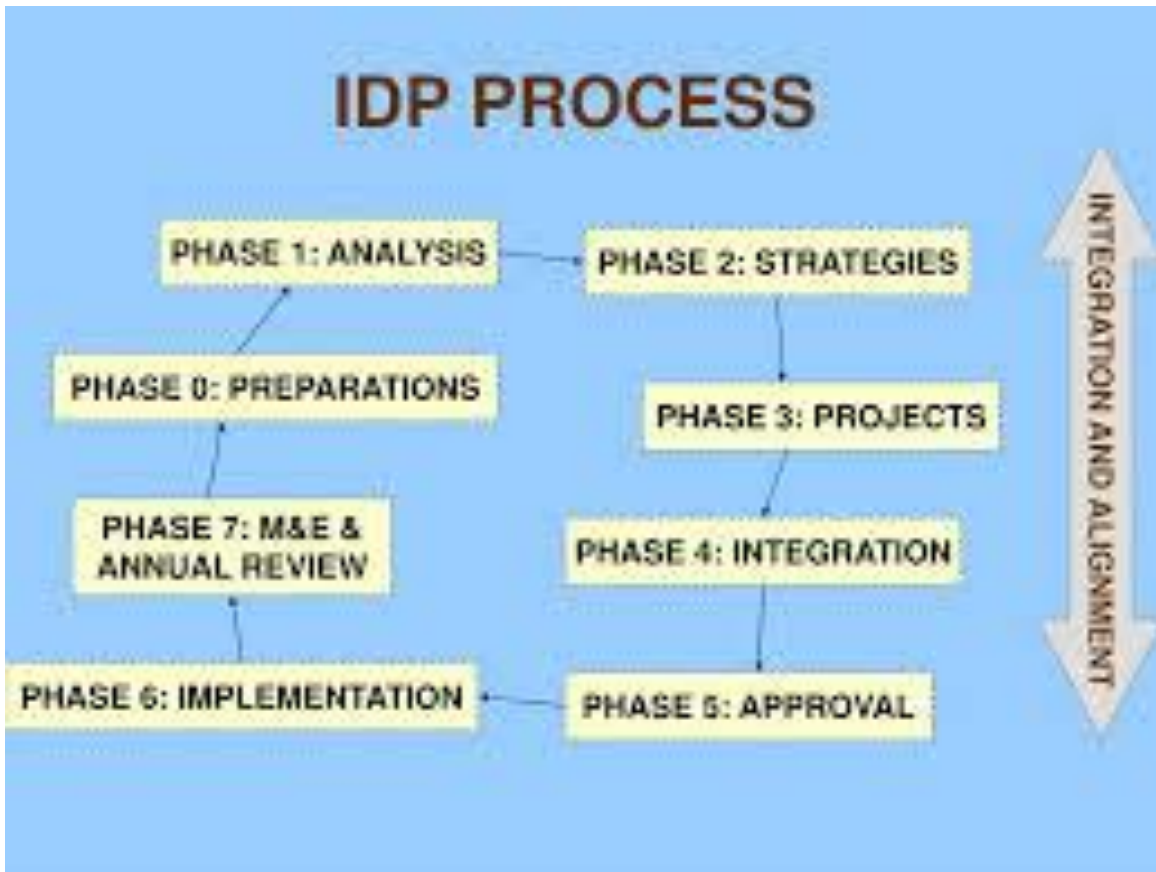 IDP PROCESS
PHASE 1: ANALYSIS
PHASE 2: STRATEGIES
PHASE 0: PREPARATIONS
PHASE 3: PROJECTS
PHASE 7: M&E &
ANNUAL REVIEW
PHASE 4: INTEGRATION
PHASE 6: IMPLEMENTATION
PHASE 5: APPROVAL
INTEGRATION AND ALIGNMENT